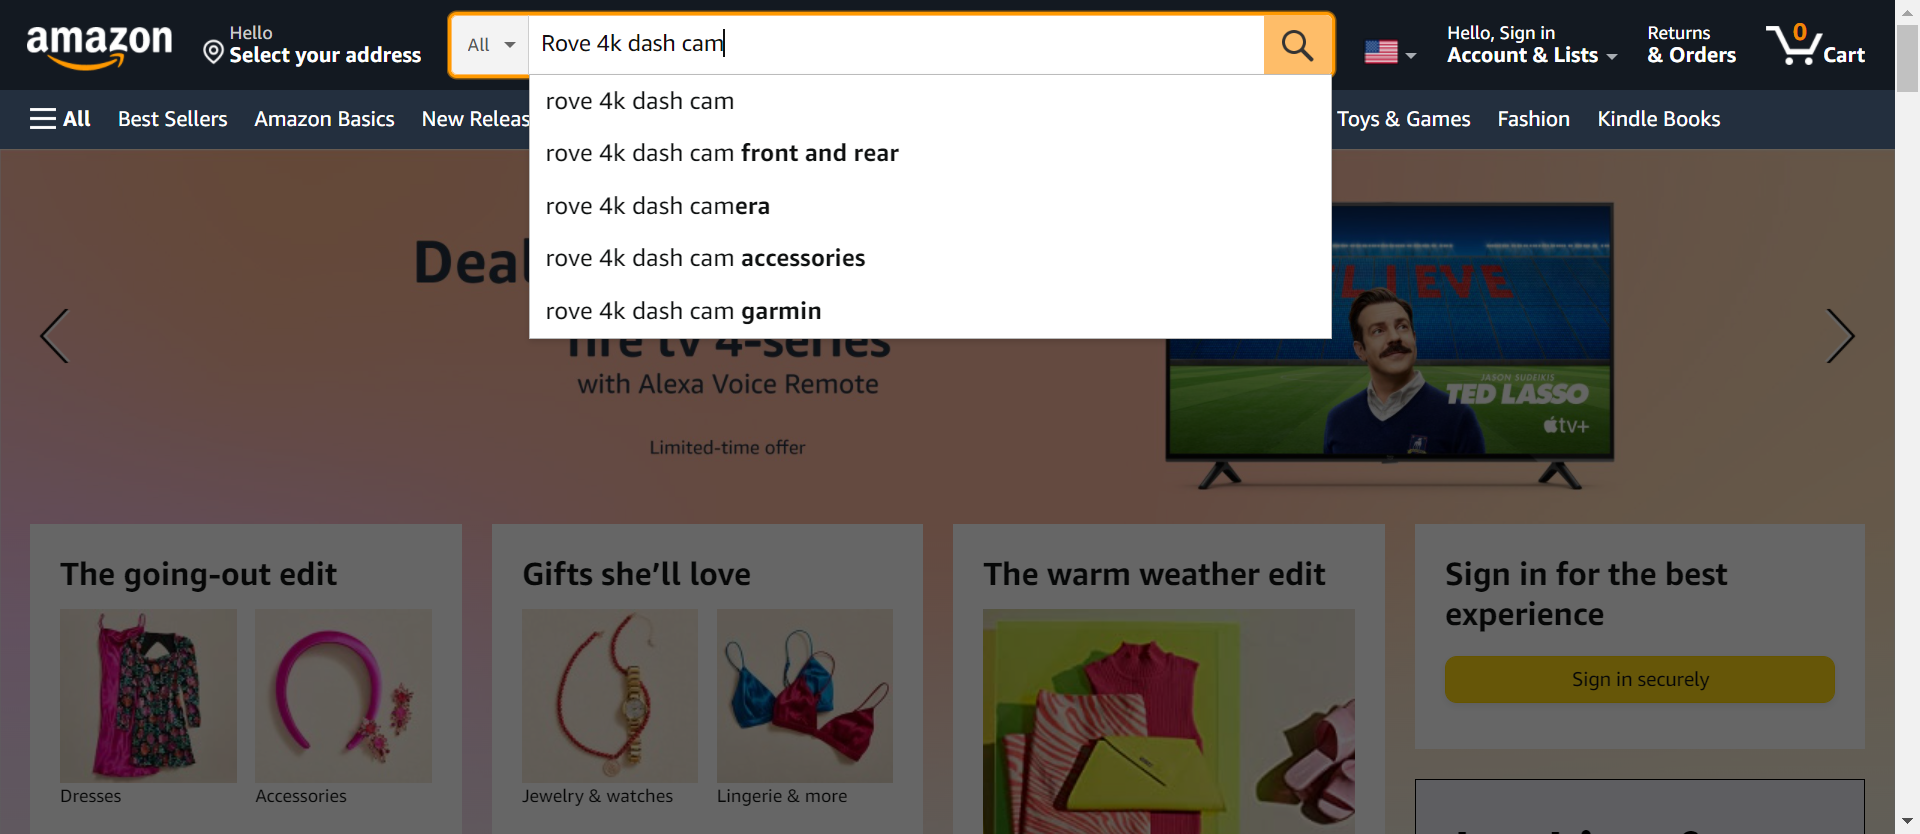 amazon
Hello
Select your address
All
Rove 4k dash cam
Hello, Sign in
Account & Lists
Returns
& Orders
0
Cart
All
Best Sellers
Amazon Basics
New Releas
Toys & Games
Fashion
Kindle Books
rove 4k dash cam
rove 4k dash cam front and rear
rove 4k dash camera
rove 4k dash cam accessories
rove 4k dash cam garmin
Deal
fire tv 4-series
with Alexa Voice Remote
Limited-time offer
LIEVE
JASON SUDEIKIS
TED LASSO
tv+
The going-out edit
Dresses
Accessories
Gifts she’ll love
Jewelry & watches
Lingerie & more
The warm weather edit
Sign in for the best
experience
Sign in securely